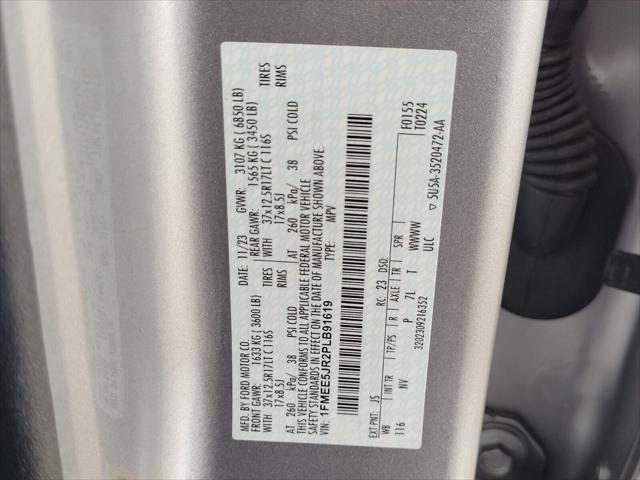 MFD. BY FORD MOTOR CO.
DATE: 11/23 GVWR: 3107 KG ( 6850 LB)
FRONT GAWR: 1633 KG ( 3600 LB) REAR GAWR: 1565 KG ( 3450 LB)
WITH 37x12.5R17LT C 116S TIRES WITH 37x12.5R17LT C 116S TIRES
17x8.5J RIMS 17x8.5J RIMS
AT 260 kPa/ 38 PSI COLD AT 260 kPa/ 38 PSI COLD
THIS VEHICLE CONFORMS TO ALL APPLICABLE FEDERAL MOTOR VEHICLE
SAFETY STANDARDS IN EFFECT ON THE DATE OF MANUFACTURE SHOWN ABOVE.
VIN: 1FMEE5JR2PLB91619 TYPE: MPV
EXT PNT: JS RC: 23 DSO: F0155
WB INT TR TP/PS R AXLE TR SPR T0224
116 NV P 7L T WWWW
ULC
3202309216352 5U5A-3520472-AA